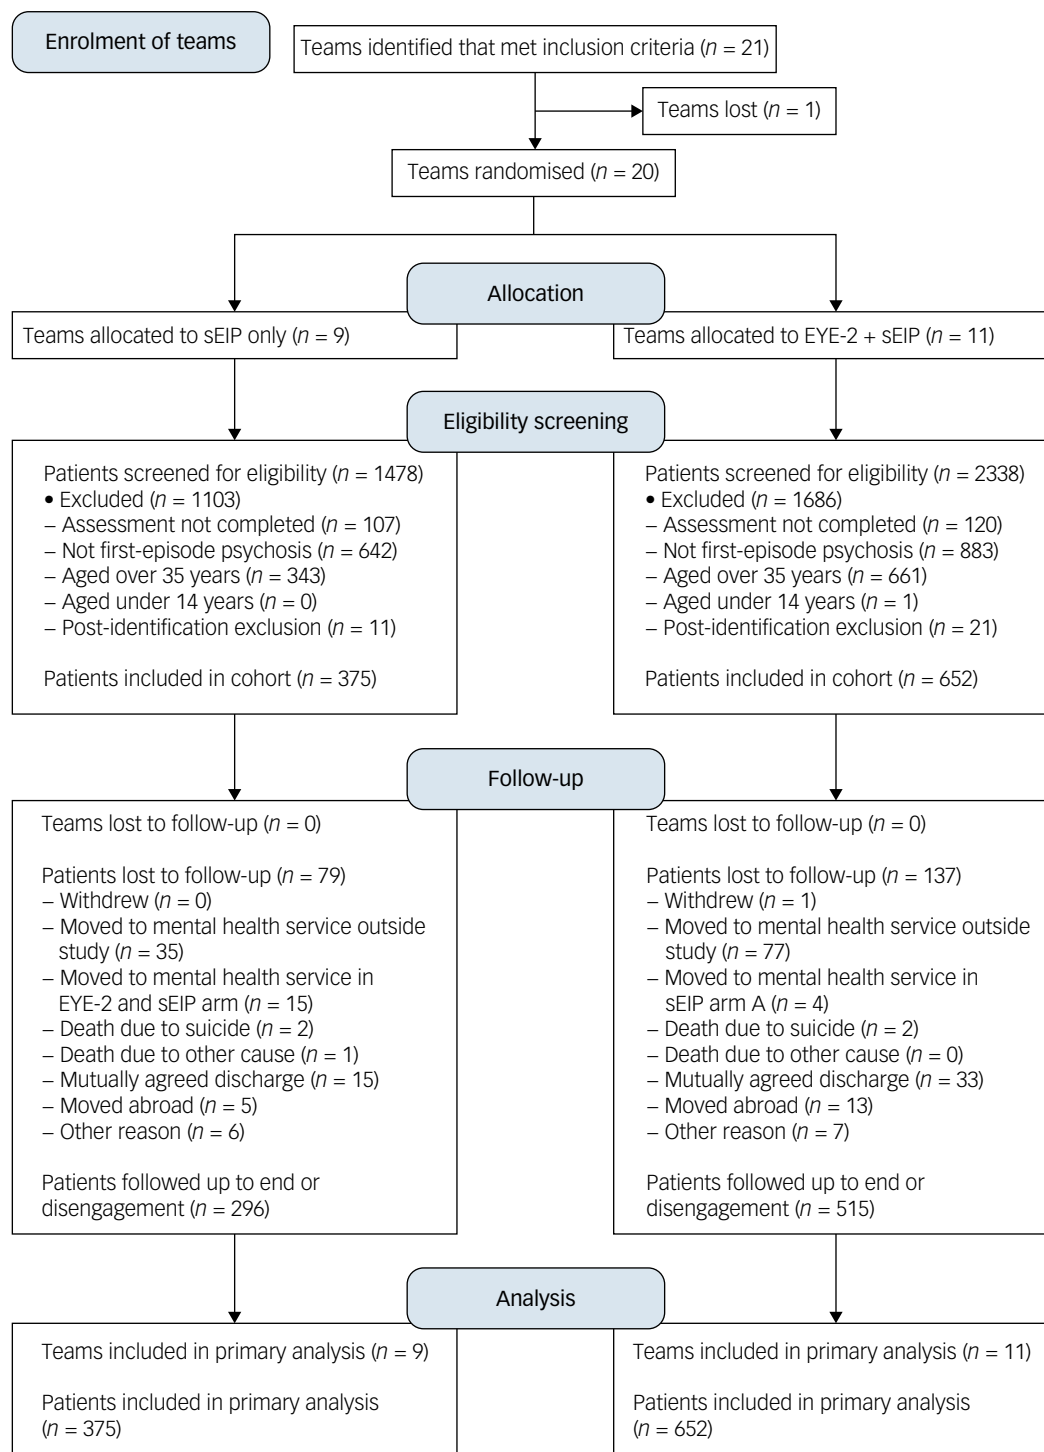 Enrolment of teams
Teams identified that met inclusion criteria (n = 21)
Teams lost (n = 1)
Teams randomised (n = 20)
Allocation
Teams allocated to sEIP only (n = 9)
Teams allocated to EYE-2 + sEIP (n = 11)
Eligibility screening
Patients screened for eligibility (n = 1478)
• Excluded (n = 1103)
– Assessment not completed (n = 107)
– Not first-episode psychosis (n = 642)
– Aged over 35 years (n = 343)
– Aged under 14 years (n = 0)
– Post-identification exclusion (n = 11)
Patients included in cohort (n = 375)
Patients screened for eligibility (n = 2338)
• Excluded (n = 1686)
– Assessment not completed (n = 120)
– Not first-episode psychosis (n = 883)
– Aged over 35 years (n = 661)
– Aged under 14 years (n = 1)
– Post-identification exclusion (n = 21)
Patients included in cohort (n = 652)
Follow-up
Teams lost to follow-up (n = 0)
Patients lost to follow-up (n = 79)
– Withdrew (n = 0)
– Moved to mental health service outside
study (n = 35)
– Moved to mental health service in
EYE-2 and sEIP arm (n = 15)
– Death due to suicide (n = 2)
– Death due to other cause (n = 1)
– Mutually agreed discharge (n = 15)
– Moved abroad (n = 5)
– Other reason (n = 6)
Patients followed up to end or
disengagement (n = 296)
Teams lost to follow-up (n = 0)
Patients lost to follow-up (n = 137)
– Withdrew (n = 1)
– Moved to mental health service outside
study (n = 77)
– Moved to mental health service in
sEIP arm A (n = 4)
– Death due to suicide (n = 2)
– Death due to other cause (n = 0)
– Mutually agreed discharge (n = 33)
– Moved abroad (n = 13)
– Other reason (n = 7)
Patients followed up to end or
disengagement (n = 515)
Analysis
Teams included in primary analysis (n = 9)
Patients included in primary analysis
(n = 375)
Teams included in primary analysis (n = 11)
Patients included in primary analysis
(n = 652)